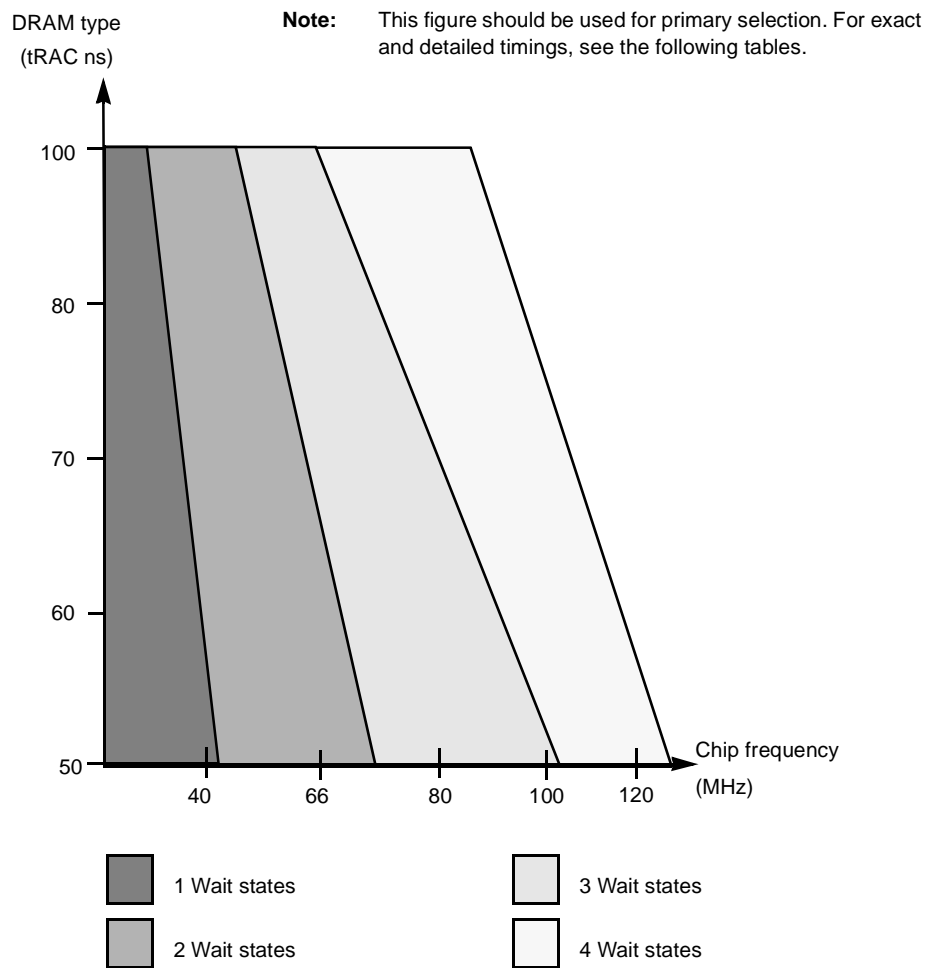 DRAM type
(tRAC ns)
Note: This figure should be used for primary selection. For exact
and detailed timings, see the following tables.
100
80
70
60
50
40 66 80 100 120
Chip frequency
(MHz)
1 Wait states 3 Wait states
2 Wait states 4 Wait states